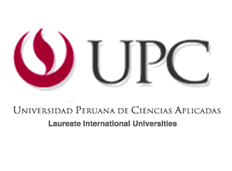 UPC
UNIVERSIDAD PERUANA DE CIENCIAS APLICADAS
Laureate International Universities